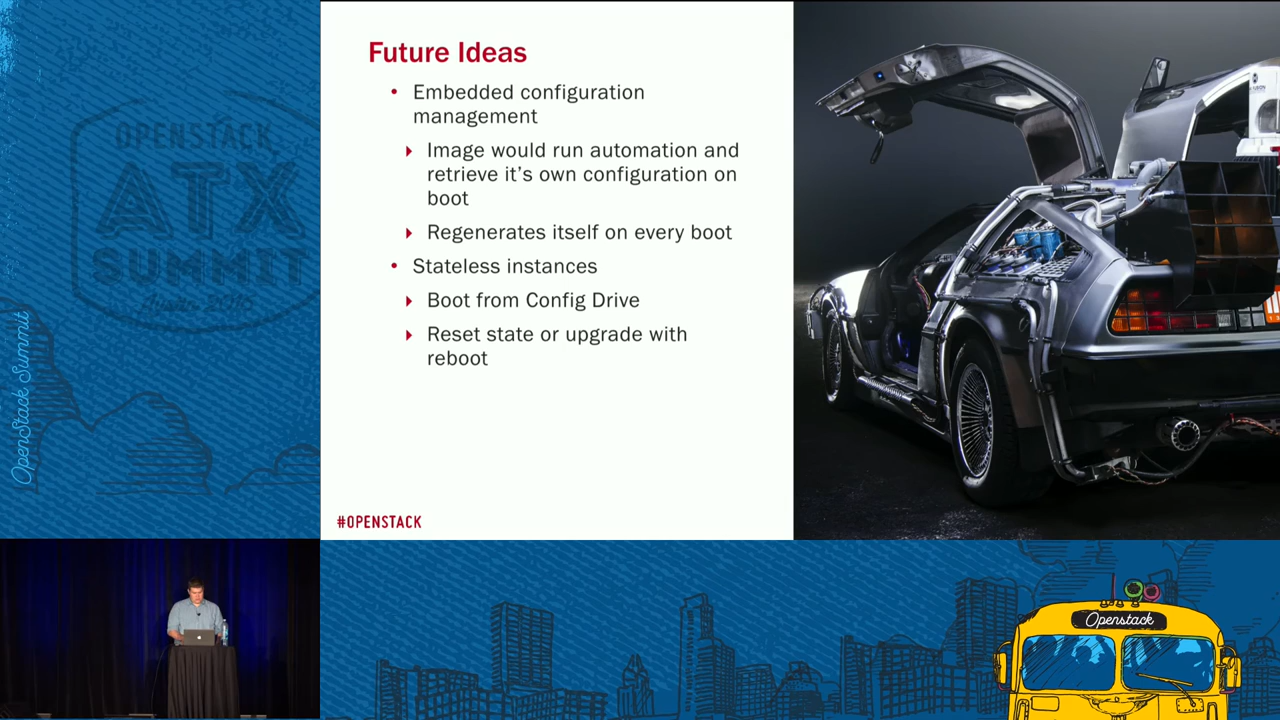 Future Ideas
• Embedded configuration
management
Image would run automation and
retrieve it's own configuration on
boot
Regenerates itself on every boot
• Stateless instances
Boot from Config Drive
Reset state or upgrade with
reboot
#OPENSTACK
OPENSTACK
ATX
SUMMIT
OpenStack Summit
Openstack